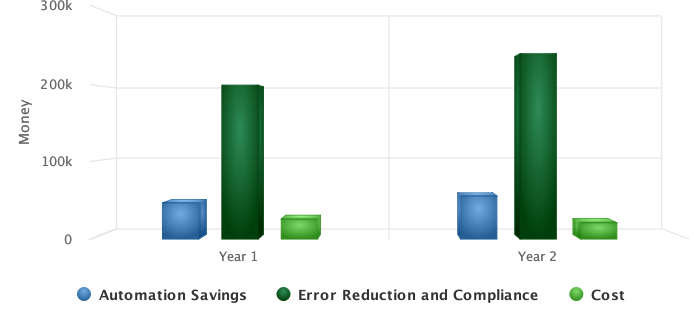 300k
200k
100k
0
Money
Year 1 Year 2
Automation Savings Error Reduction and Compliance Cost